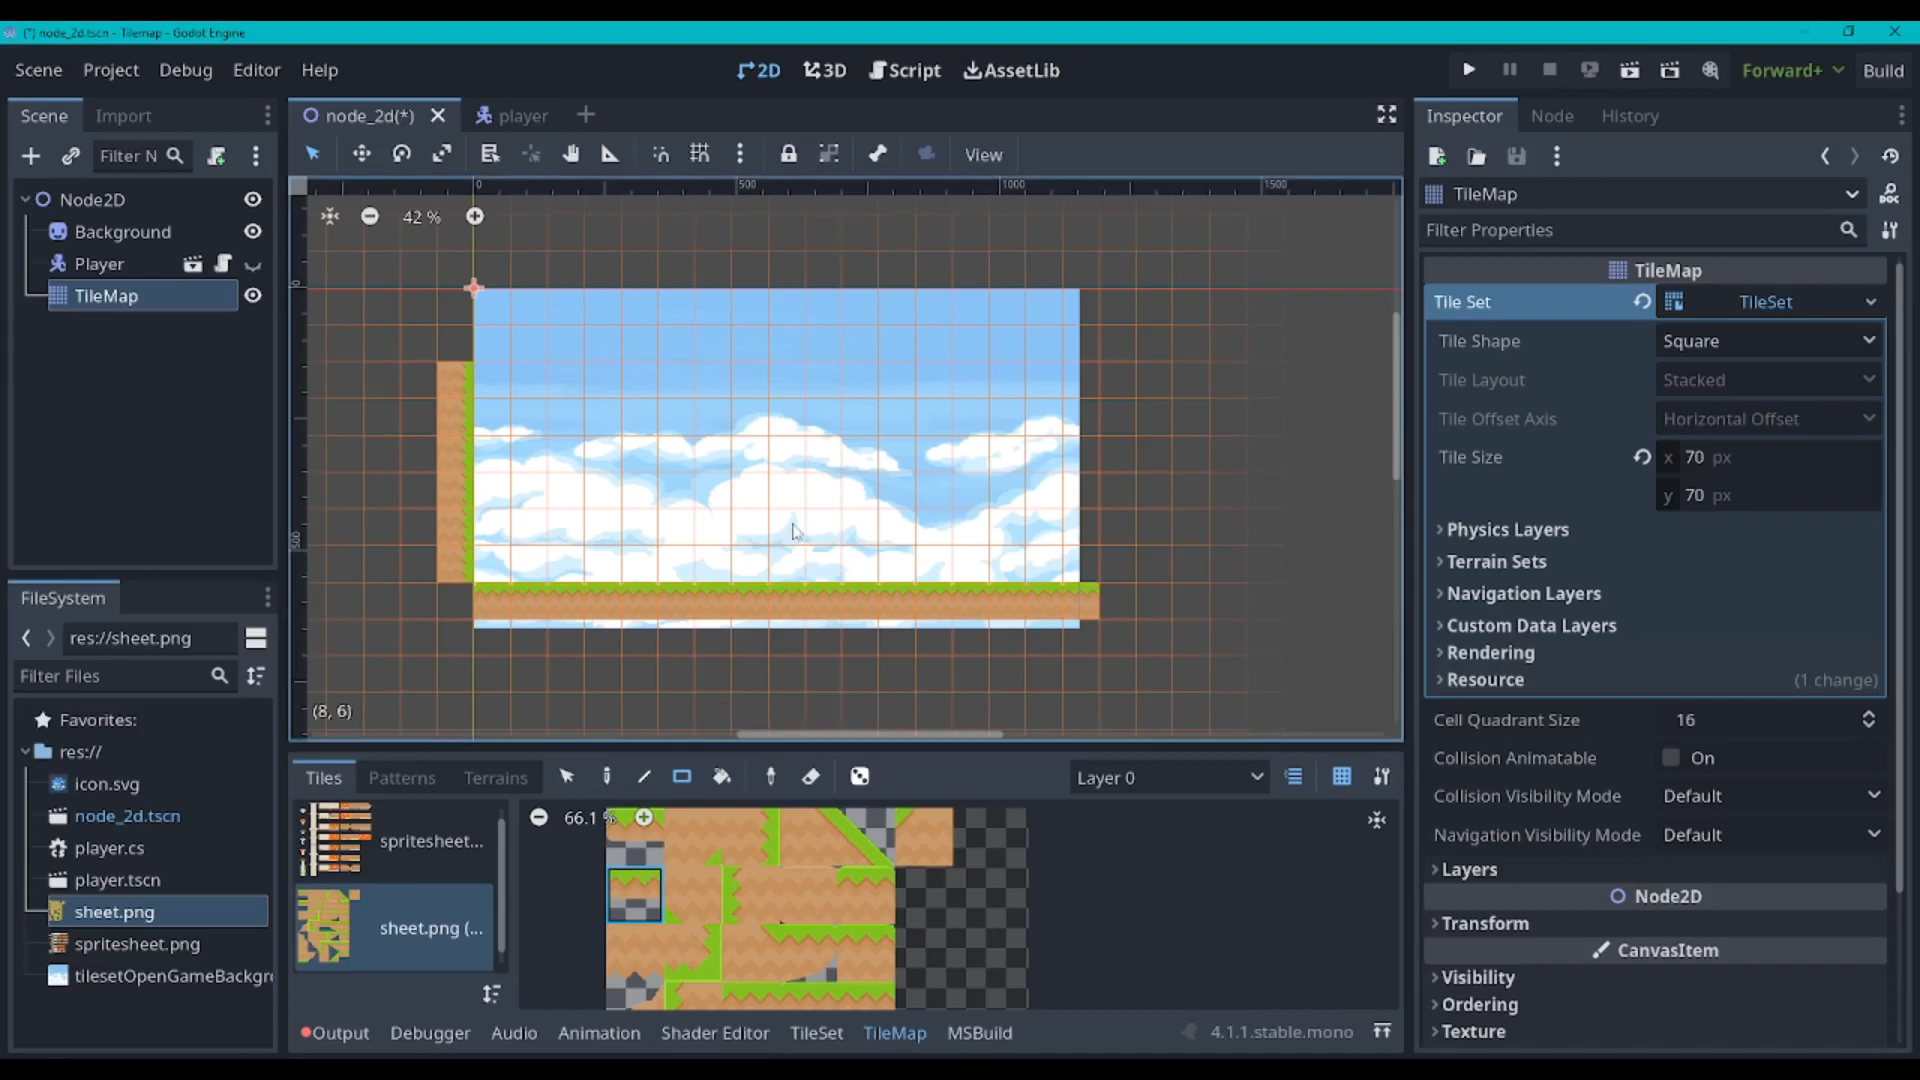 (*) node_2d.tscn - Tilemap - Godot Engine
Scene Project Debug Editor Help
2D 3D Script AssetLib
Forward+ Build
Scene Import
node_2d(*) player
Inspector Node History
Filter N
View
TileMap
Node2D
Background
Player
TileMap
0 500 1000 1500
42 %
0
500
(8, 6)
Filter Properties
TileMap
Tile Set TileSet
Tile Shape Square
Tile Layout Stacked
Tile Offset Axis Horizontal Offset
Tile Size x 70 px
y 70 px
Physics Layers
Terrain Sets
Navigation Layers
Custom Data Layers
Rendering
Resource (1 change)
Cell Quadrant Size 16
Collision Animatable On
Collision Visibility Mode Default
Navigation Visibility Mode Default
Layers
Node2D
Transform
CanvasItem
Visibility
Ordering
Texture
FileSystem
res://sheet.png
Filter Files
Favorites:
res://
icon.svg
node_2d.tscn
player.cs
player.tscn
sheet.png
spritesheet.png
tilesetOpenGameBackgr
Tiles Patterns Terrains
Layer 0
66.1 %
spritesheet...
sheet.png (...
Output Debugger Audio Animation Shader Editor TileSet TileMap MSBuild
4.1.1.stable.mono